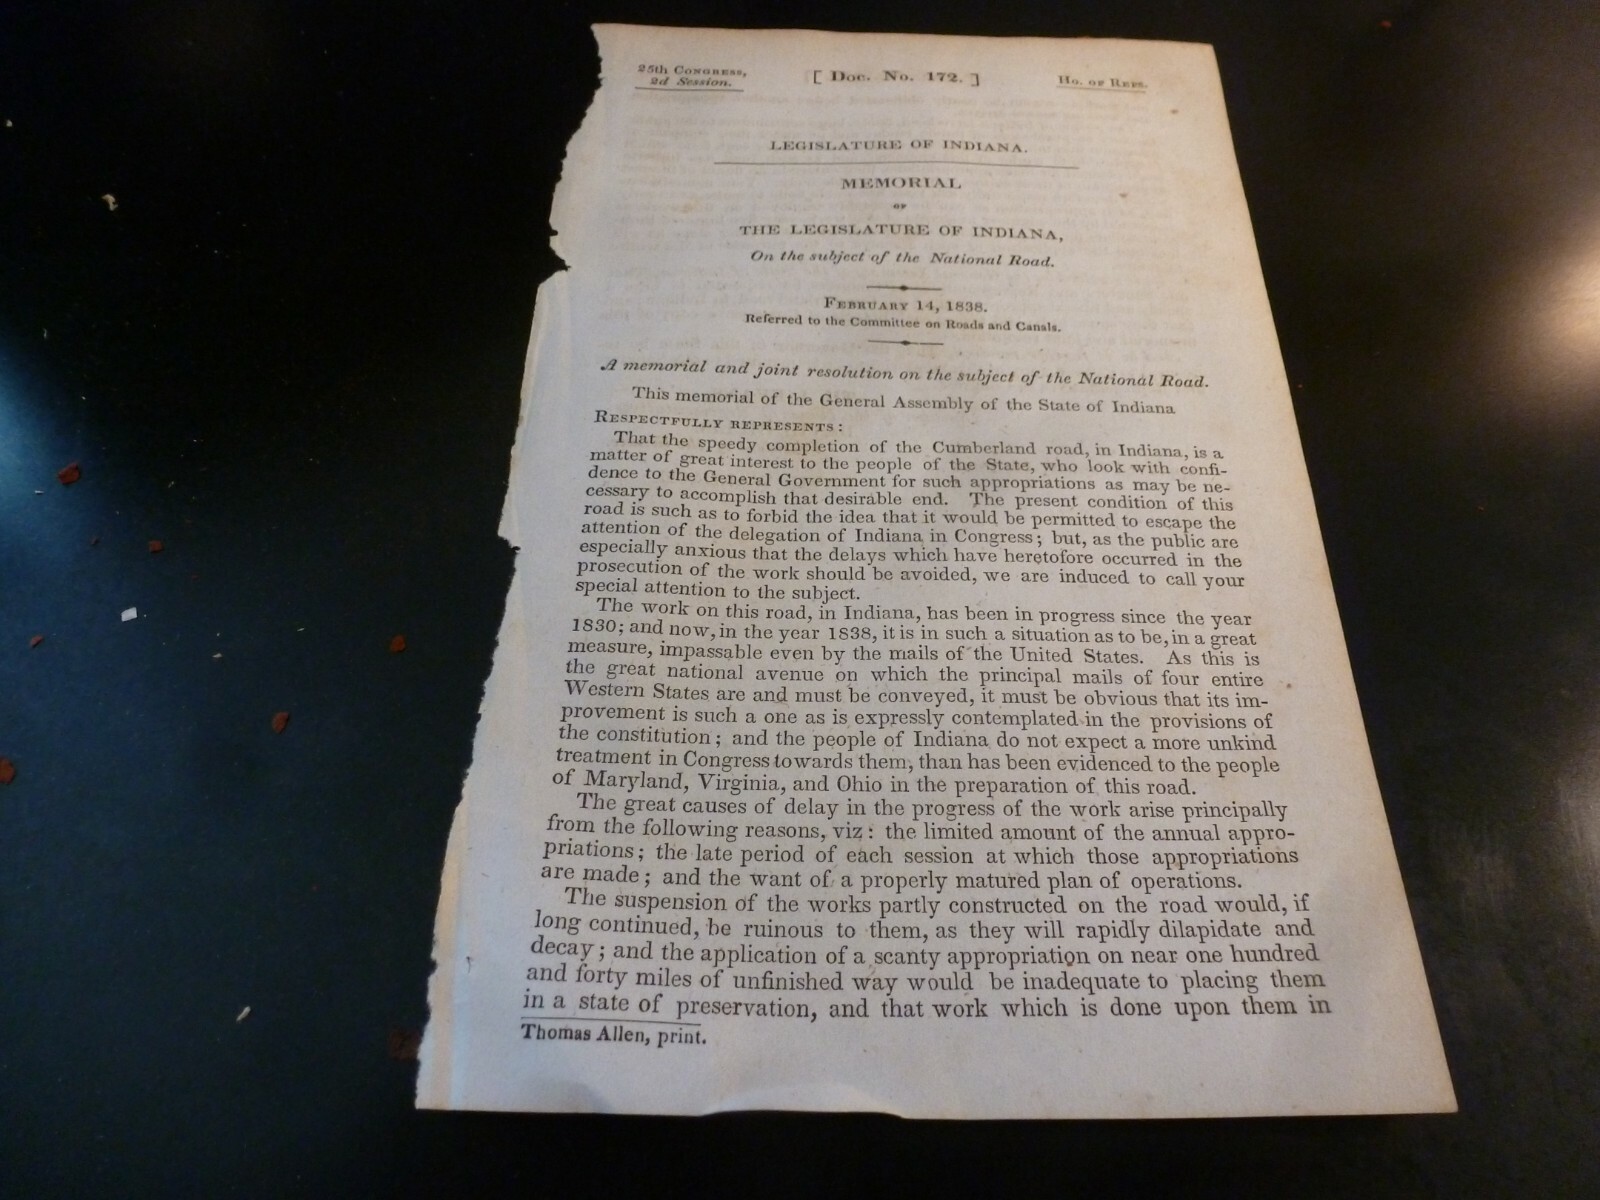 25th Congress,
2d Session.
[ Doc. No. 172. ]
Ho. of Reps.
LEGISLATURE OF INDIANA.
MEMORIAL
OF
THE LEGISLATURE OF INDIANA,
On the subject of the National Road.
February 14, 1838.
Referred to the Committee on Roads and Canals.
A memorial and joint resolution on the subject of the National Road.
This memorial of the General Assembly of the State of Indiana
Respectfully represents:
That the speedy completion of the Cumberland road, in Indiana, is a
matter of great interest to the people of the State, who look with confi-
dence to the General Government for such appropriations as may be ne-
cessary to accomplish that desirable end. The present condition of this
road is such as to forbid the idea that it would be permitted to escape the
attention of the delegation of Indiana in Congress; but, as the public are
especially anxious that the delays which have heretofore occurred in the
prosecution of the work should be avoided, we are induced to call your
special attention to the subject.
The work on this road, in Indiana, has been in progress since the year
1830; and now, in the year 1838, it is in such a situation as to be, in a great
measure, impassable even by the mails of the United States. As this is
the great national avenue on which the principal mails of four entire
Western States are and must be conveyed, it must be obvious that its im-
provement is such a one as is expressly contemplated in the provisions of
the constitution; and the people of Indiana do not expect a more unkind
treatment in Congress towards them, than has been evidenced to the people
of Maryland, Virginia, and Ohio in the preparation of this road.
The great causes of delay in the progress of the work arise principally
from the following reasons, viz: the limited amount of the annual appro-
priations; the late period of each session at which those appropriations
are made; and the want of a properly matured plan of operations.
The suspension of the works partly constructed on the road would, if
long continued, be ruinous to them, as they will rapidly dilapidate and
decay; and the application of a scanty appropriation on near one hundred
and forty miles of unfinished way would be inadequate to placing them
in a state of preservation, and that work which is done upon them in
Thomas Allen, print.